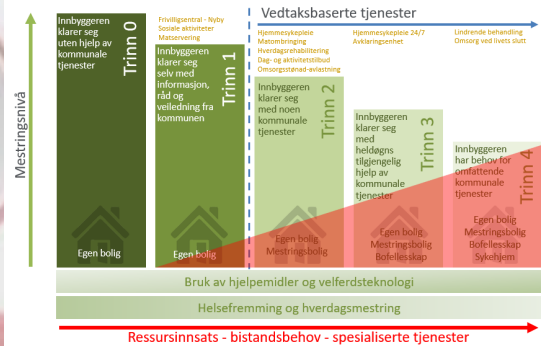 Vedtaksbaserte tjenester
Mestringsnivå
Innbyggeren
klarer seg
uten hjelp av
kommunale
tjenester
Trinn 0
Egen bolig
Frivilligsentral - Nyby
Sosiale aktiviteter
Matservering
Innbyggeren
klarer seg
selv med
informasjon,
råd og
veiledning fra
kommunen
Trinn 1
Egen bolig
Hjemmesykepleie
Matombringing
Hverdagsrehabilitering
Dag- og aktivitetstilbud
Omsorgsstønad-avlastning
Innbyggeren
klarer seg
med noen
kommunale
tjenester
Trinn 2
Egen bolig
Mestringsbolig
Hjemmesykepleie 24/7
Avklaringsenhet
Innbyggeren
klarer seg
med
heldøgns
tilgjengelig
hjelp av
kommunale
tjenester
Trinn 3
Egen bolig
Mestringsbolig
Bofellesskap
Lindrende behandling
Omsorg ved livets slutt
Innbyggeren
har behov for
omfattende
kommunale
tjenester
Trinn 4
Egen bolig
Mestringsbolig
Bofellesskap
Sykehjem
Bruk av hjelpemidler og velferdsteknologi
Helsefremming og hverdagsmestring
Ressursinnsats - bistandsbehov - spesialiserte tjenester